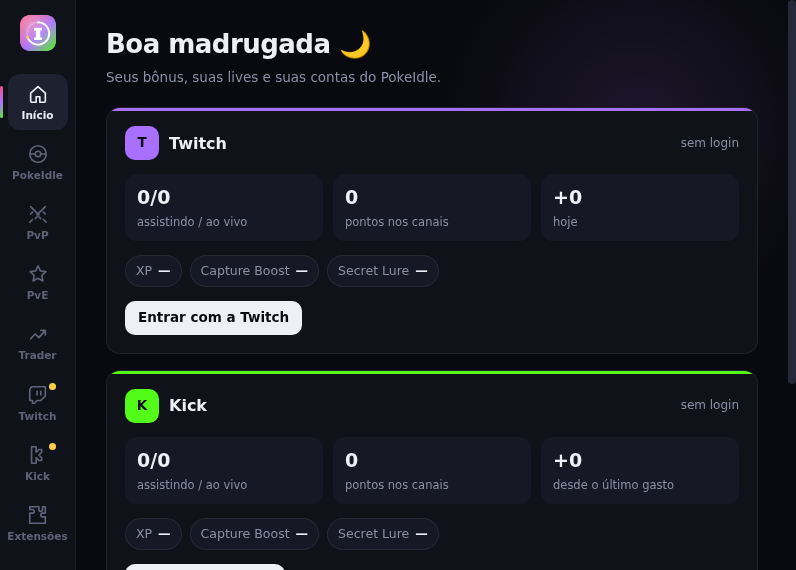 Início
PokeIdle
PvP
PvE
Trader
Twitch
Kick
Extensões
Boa madrugada 🌙
Seus bônus, suas lives e suas contas do PokeIdle.
T Twitch sem login
0/0 0 +0
assistindo / ao vivo pontos nos canais hoje
XP — Capture Boost — Secret Lure —
Entrar com a Twitch
K Kick sem login
0/0 0 +0
assistindo / ao vivo pontos nos canais desde o último gasto
XP — Capture Boost — Secret Lure —